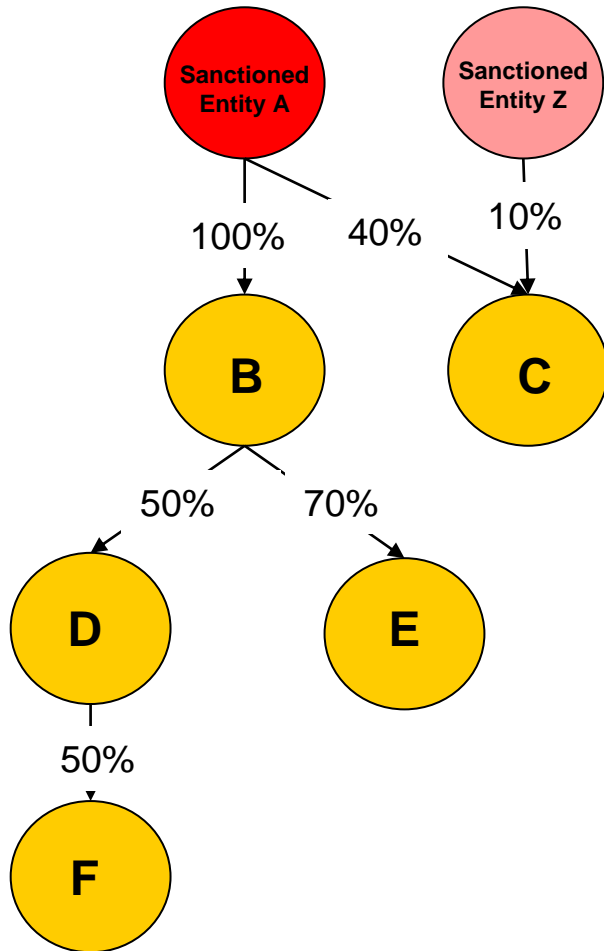 Sanctioned
Entity A
Sanctioned
Entity Z
100%
40%
10%
B
C
50%
70%
D
E
50%
F